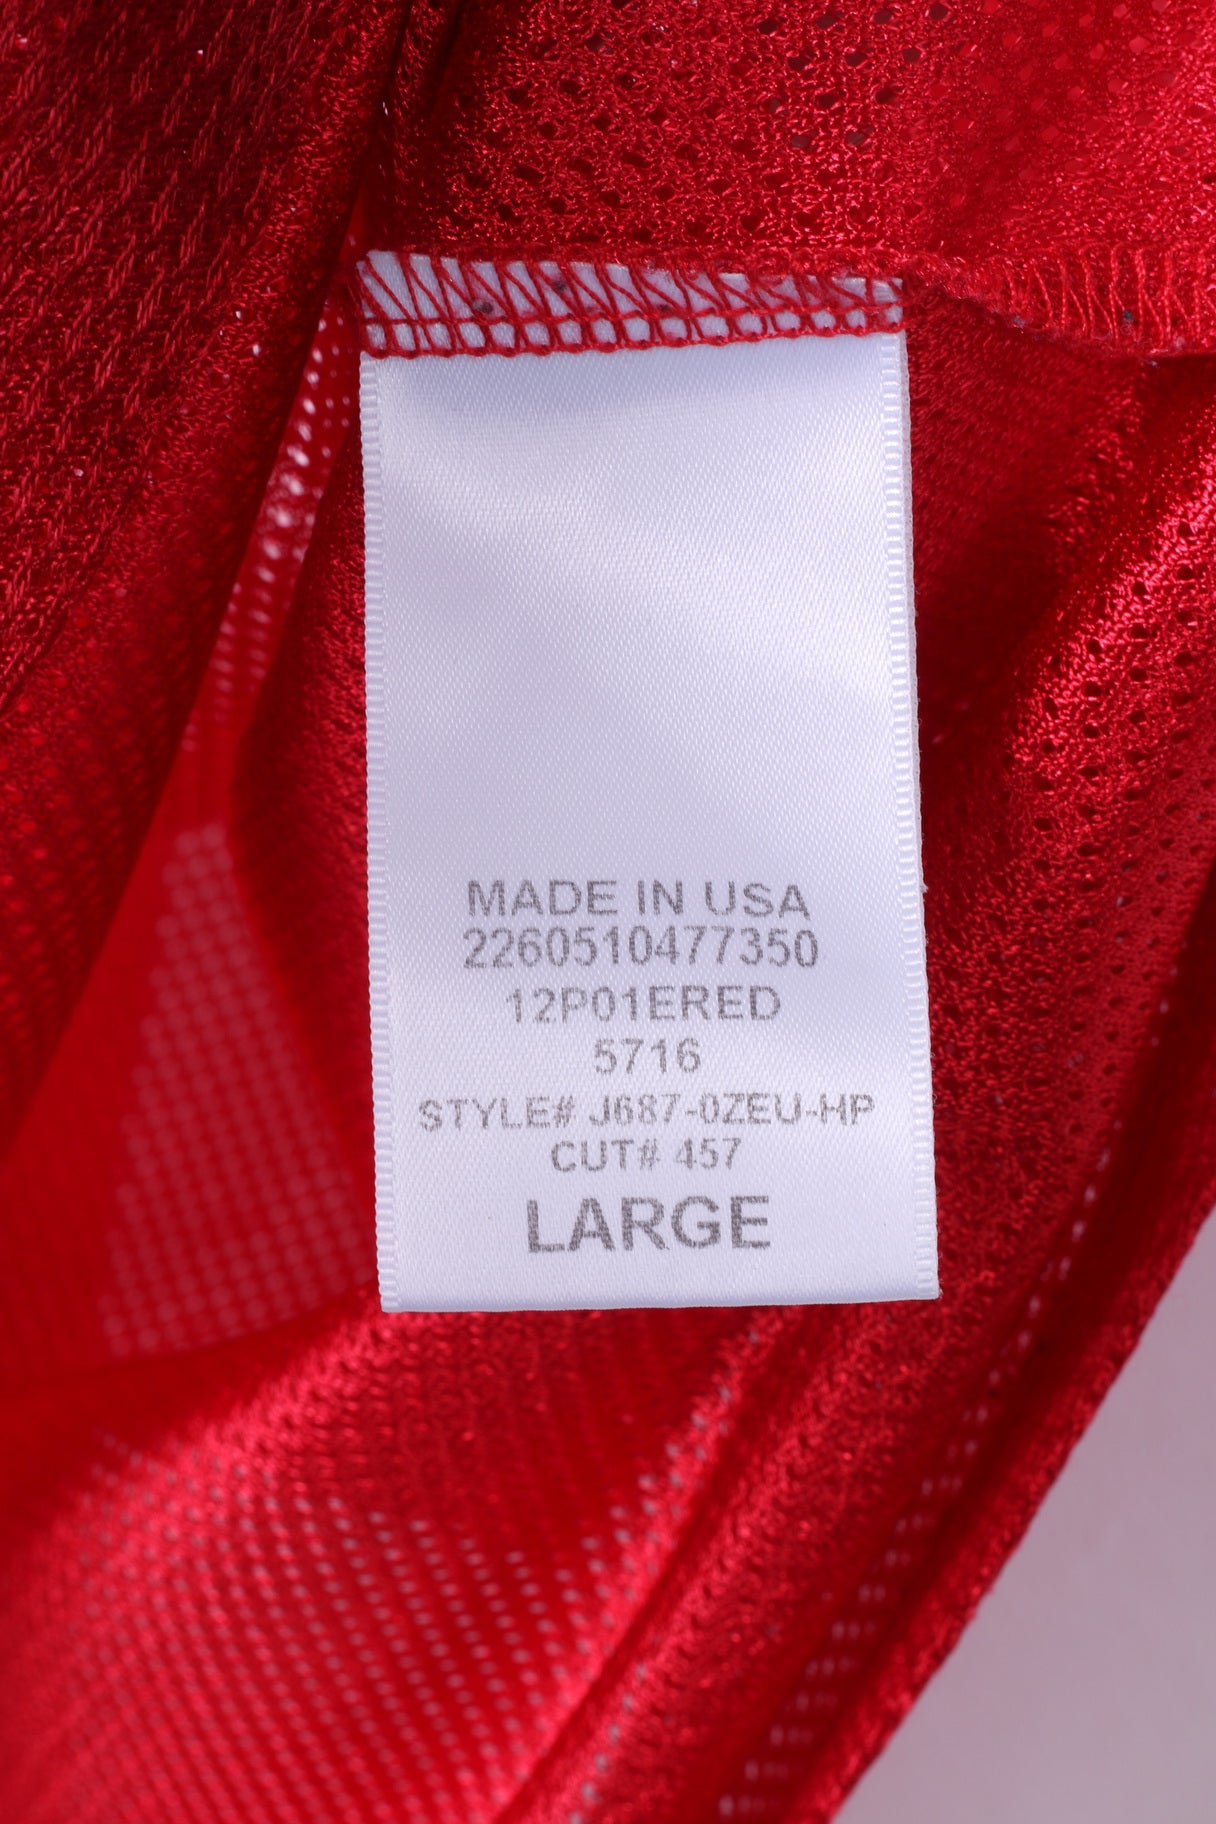 MADE IN USA
2260510477350
12P01ERED
5716
STYLE# J687-0ZEU-HP
CUT# 457
LARGE